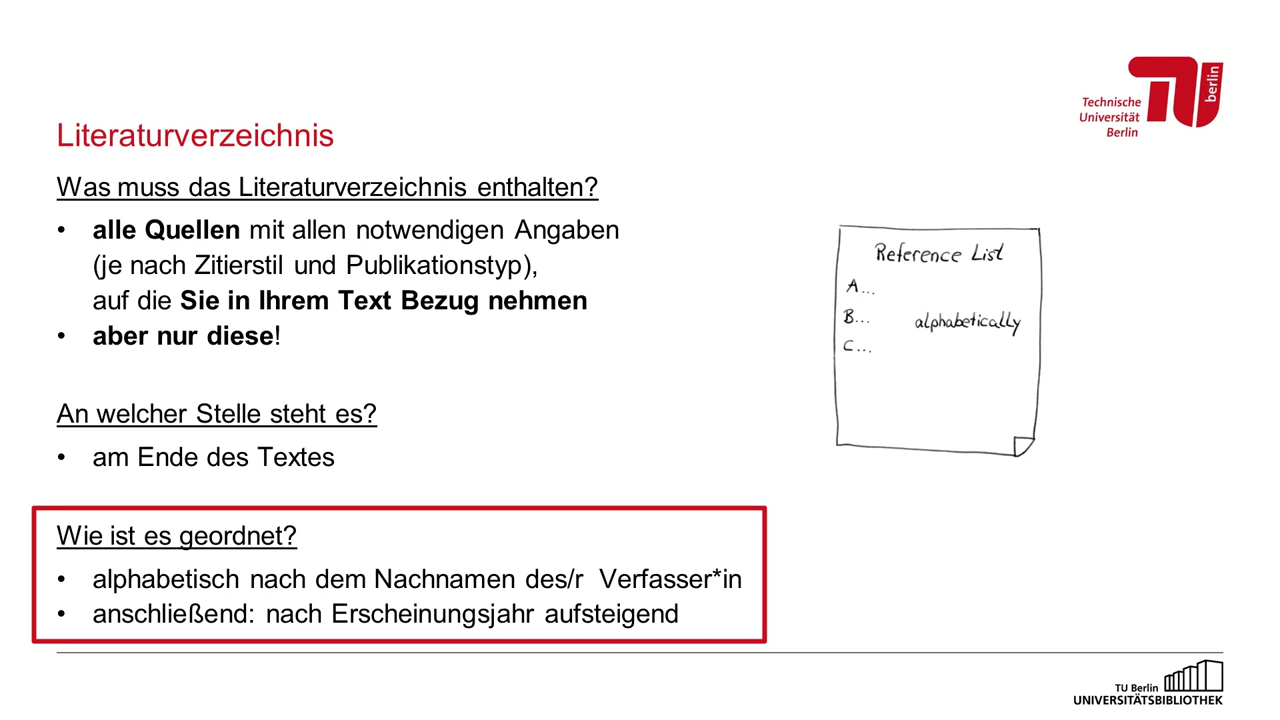 Technische
Universität
Berlin
berlin
Literaturverzeichnis
Was muss das Literaturverzeichnis enthalten?
• alle Quellen mit allen notwendigen Angaben
(je nach Zitierstil und Publikationstyp),
auf die Sie in Ihrem Text Bezug nehmen
• aber nur diese!
Reference List
A...
B...
alphabetically
C...
An welcher Stelle steht es?
• am Ende des Textes
Wie ist es geordnet?
• alphabetisch nach dem Nachnamen des/r Verfasser*in
• anschließend: nach Erscheinungsjahr aufsteigend
TU Berlin
UNIVERSITÄTSBIBLIOTHEK